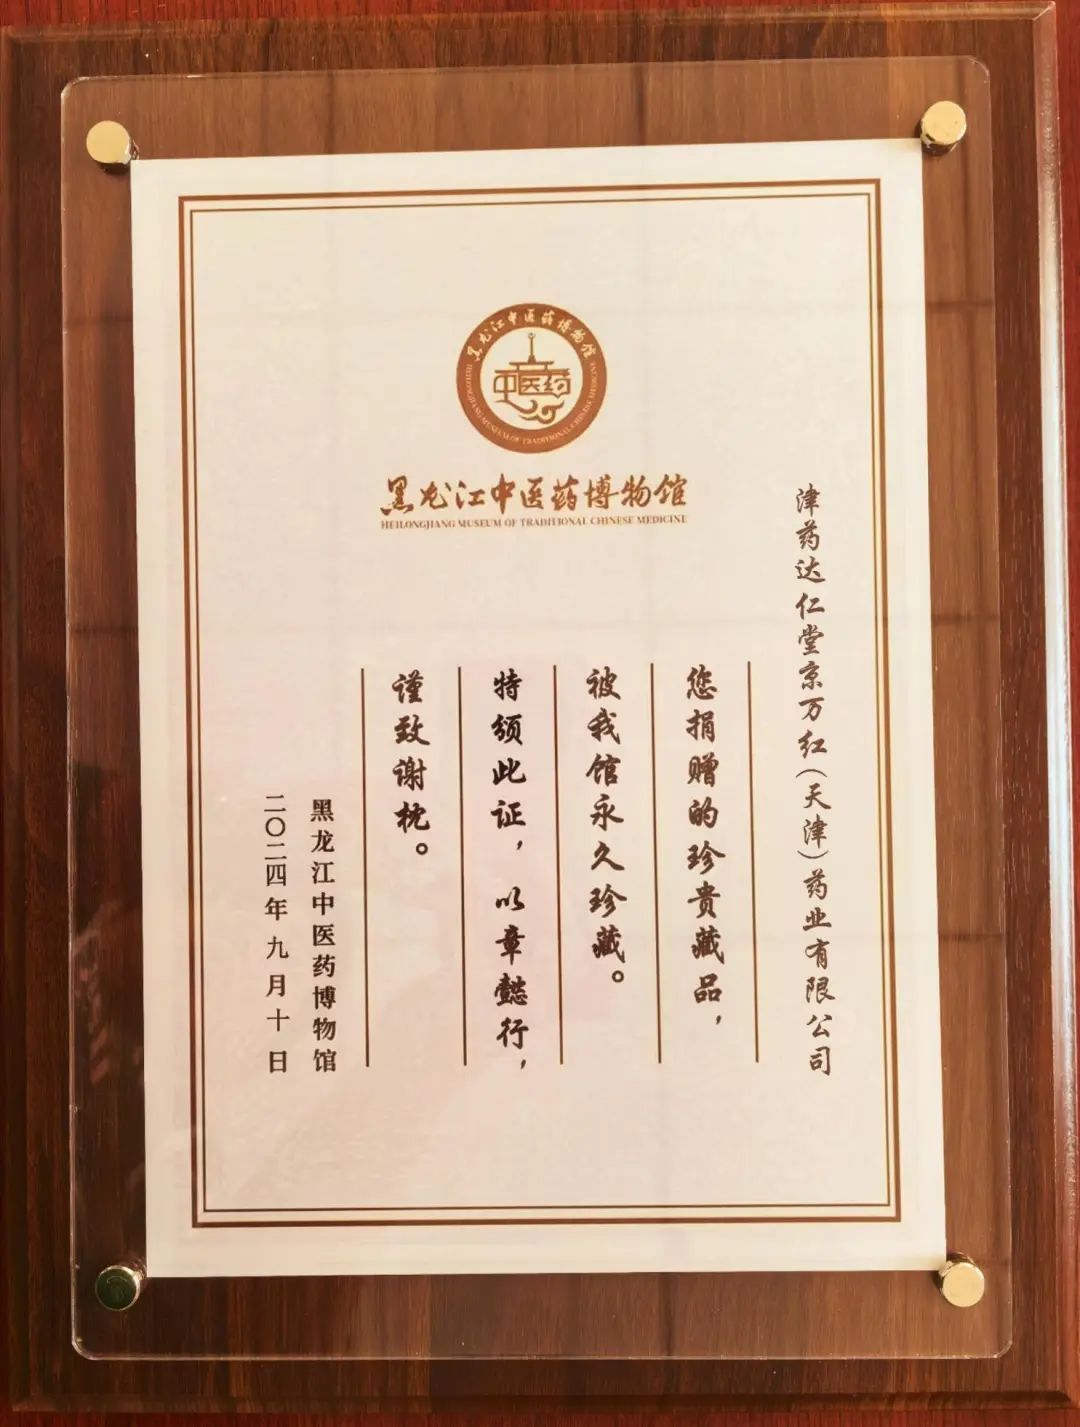 黑龙江中医药博物馆
HEILONGJIANG MUSEUM OF TRADITIONAL CHINESE MEDICINE
中医药
黑龙江中医药博物馆
HEILONGJIANG MUSEUM OF TRADITIONAL CHINESE MEDICINE
津药达仁堂京万红(天津)药业有限公司
您捐赠的珍贵藏品，
被我馆永久珍藏。
特颁此证，以章懿行，
谨致谢忱。
黑龙江中医药博物馆
二〇二四年九月十日